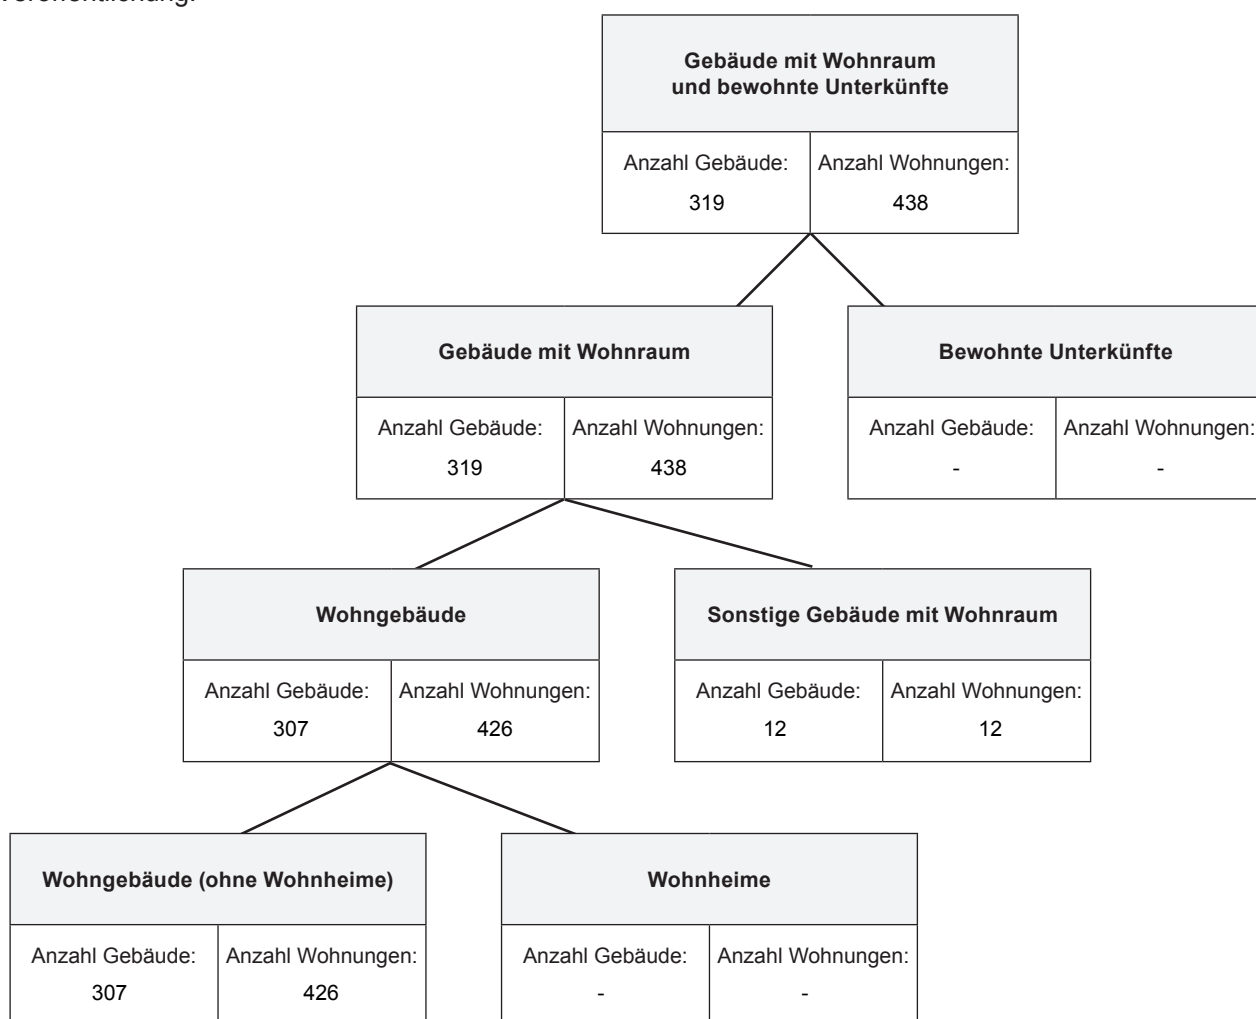 Veröffentlichung.
Gebäude mit Wohnraum
und bewohnte Unterkünfte
Anzahl Gebäude: Anzahl Wohnungen:
319 438
Gebäude mit Wohnraum Bewohnte Unterkünfte
Anzahl Gebäude: Anzahl Wohnungen: Anzahl Gebäude: Anzahl Wohnungen:
319 438 - -
Wohngebäude Sonstige Gebäude mit Wohnraum
Anzahl Gebäude: Anzahl Wohnungen: Anzahl Gebäude: Anzahl Wohnungen:
307 426 12 12
Wohngebäude (ohne Wohnheime) Wohnheime
Anzahl Gebäude: Anzahl Wohnungen: Anzahl Gebäude: Anzahl Wohnungen:
307 426 - -